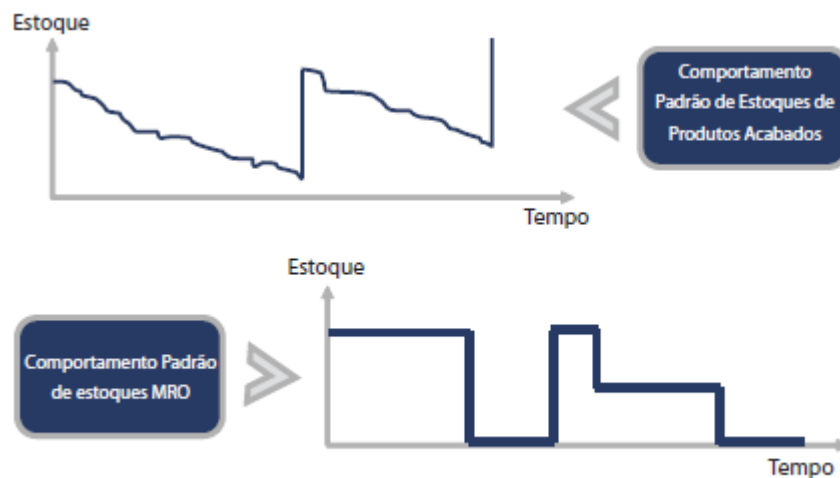 Estoque
Comportamento
Padrão de Estoques de
Produtos Acabados
Tempo
Estoque
Comportamento Padrão
de estoques MRO
Tempo